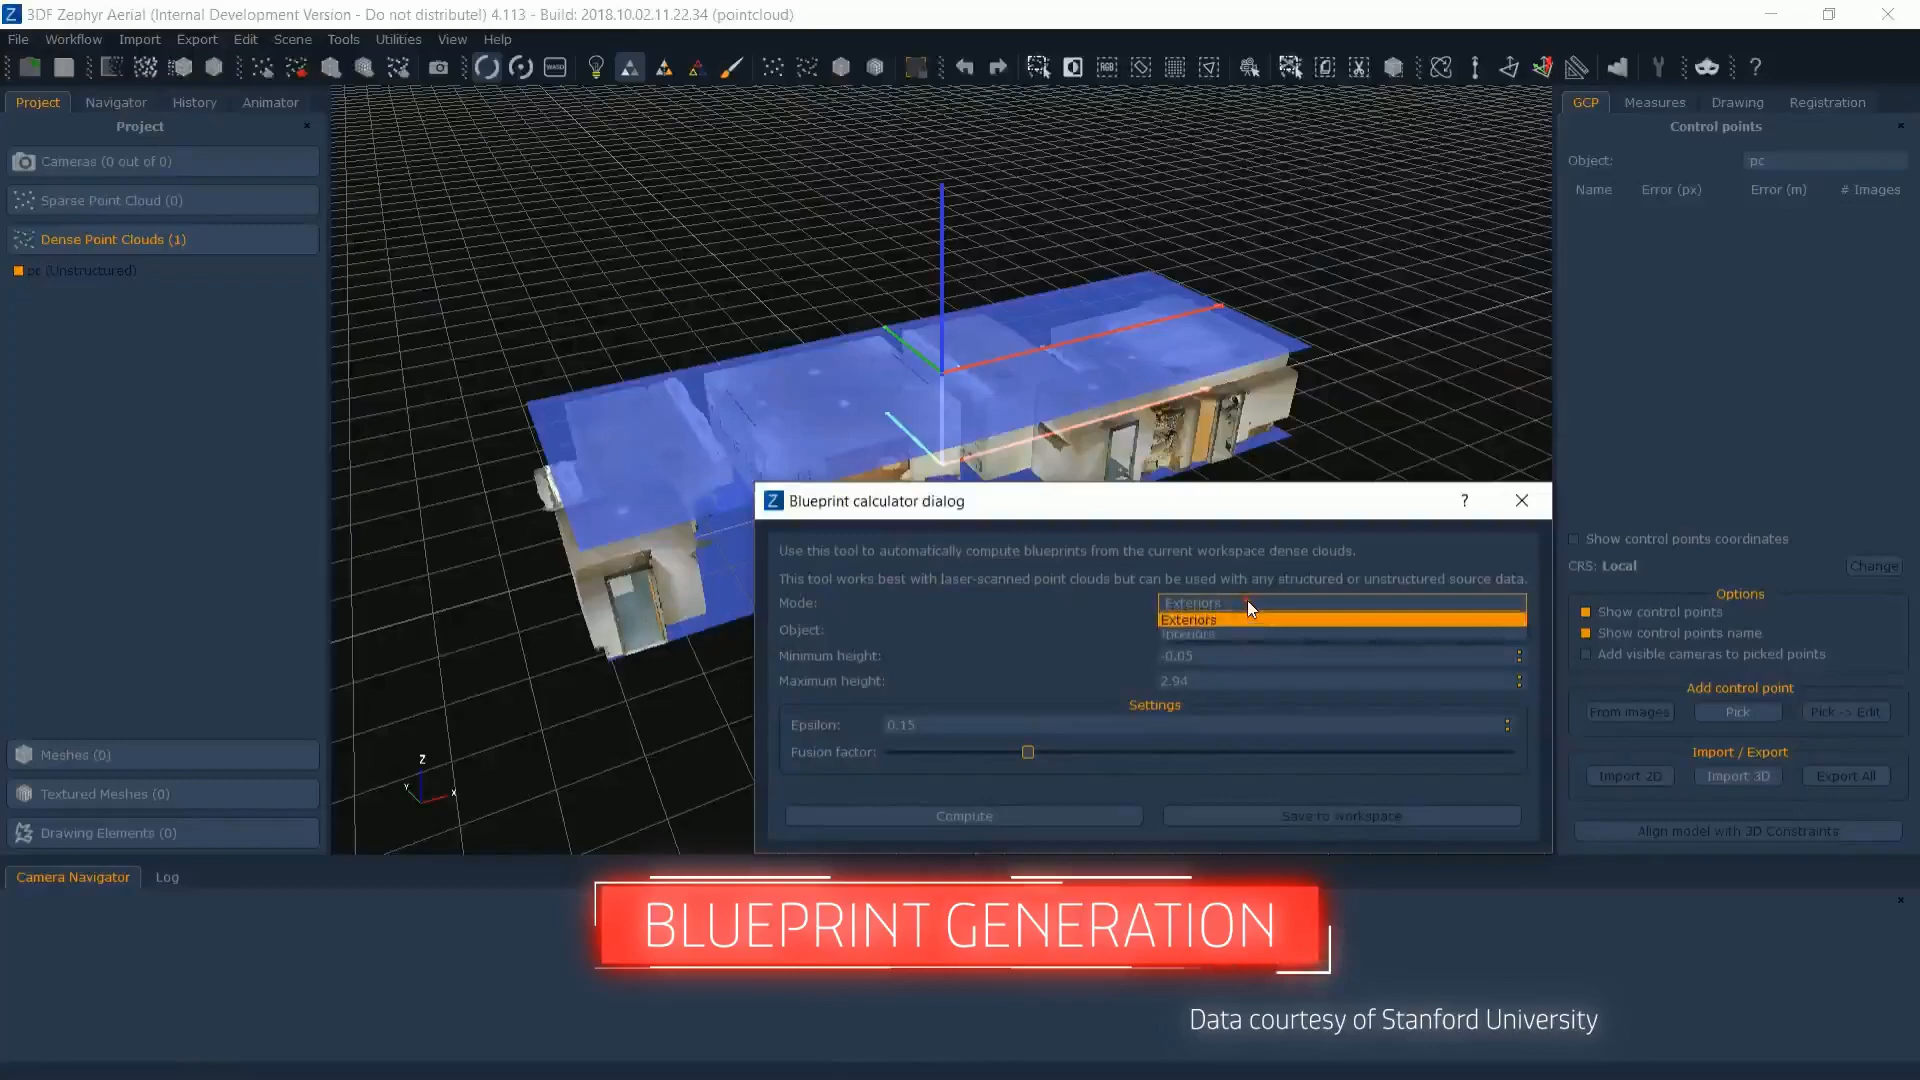 3DF Zephyr Aerial (Internal Development Version - Do not distribute!) 4.113 - Build: 2018.10.02.11.22.34 (pointcloud)
File Workflow Import Export Edit Scene Tools Utilities View Help
WASD
RGB
Project Navigator History Animator
Project
Cameras (0 out of 0)
Sparse Point Cloud (0)
Dense Point Clouds (1)
pc (Unstructured)
Meshes (0)
Textured Meshes (0)
Drawing Elements (0)
Z
Y
X
Blueprint calculator dialog
Use this tool to automatically compute blueprints from the current workspace dense clouds.
This tool works best with laser-scanned point clouds but can be used with any structured or unstructured source data.
Mode: Exteriors
Exteriors
Interiors
Object:
Minimum height: -0.05
Maximum height: 2.94
Settings
Epsilon: 0.15
Fusion factor:
Compute Save to workspace
GCP Measures Drawing Registration
Control points
Object: pc
Name Error (px) Error (m) # Images
Show control points coordinates
CRS: Local Change
Options
Show control points
Show control points name
Add visible cameras to picked points
Add control point
From images Pick Pick -> Edit
Import / Export
Import 2D Import 3D Export All
Align model with 3D Constraints
Camera Navigator Log
BLUEPRINT GENERATION
Data courtesy of Stanford University